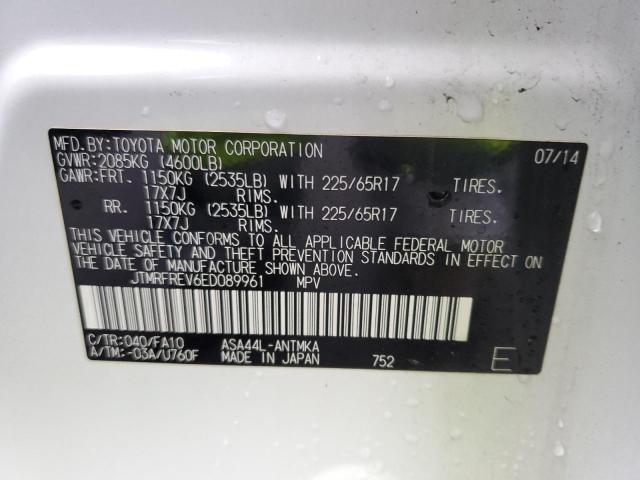 MFD.BY:TOYOTA MOTOR CORPORATION 07/14
GVWR:2085KG (4600LB)
GAWR:FRT. 1150KG (2535LB) WITH 225/65R17 TIRES.
17X7J RIMS.
RR. 1150KG (2535LB) WITH 225/65R17 TIRES.
17X7J RIMS.
THIS VEHICLE CONFORMS TO ALL APPLICABLE FEDERAL MOTOR
VEHICLE SAFETY AND THEFT PREVENTION STANDARDS IN EFFECT ON
THE DATE OF MANUFACTURE SHOWN ABOVE.
JTMRFREV6ED089961 MPV
C/TR:040/FA10 ASA44L-ANTMKA
A/TM:-03A/U760F MADE IN JAPAN 752 E